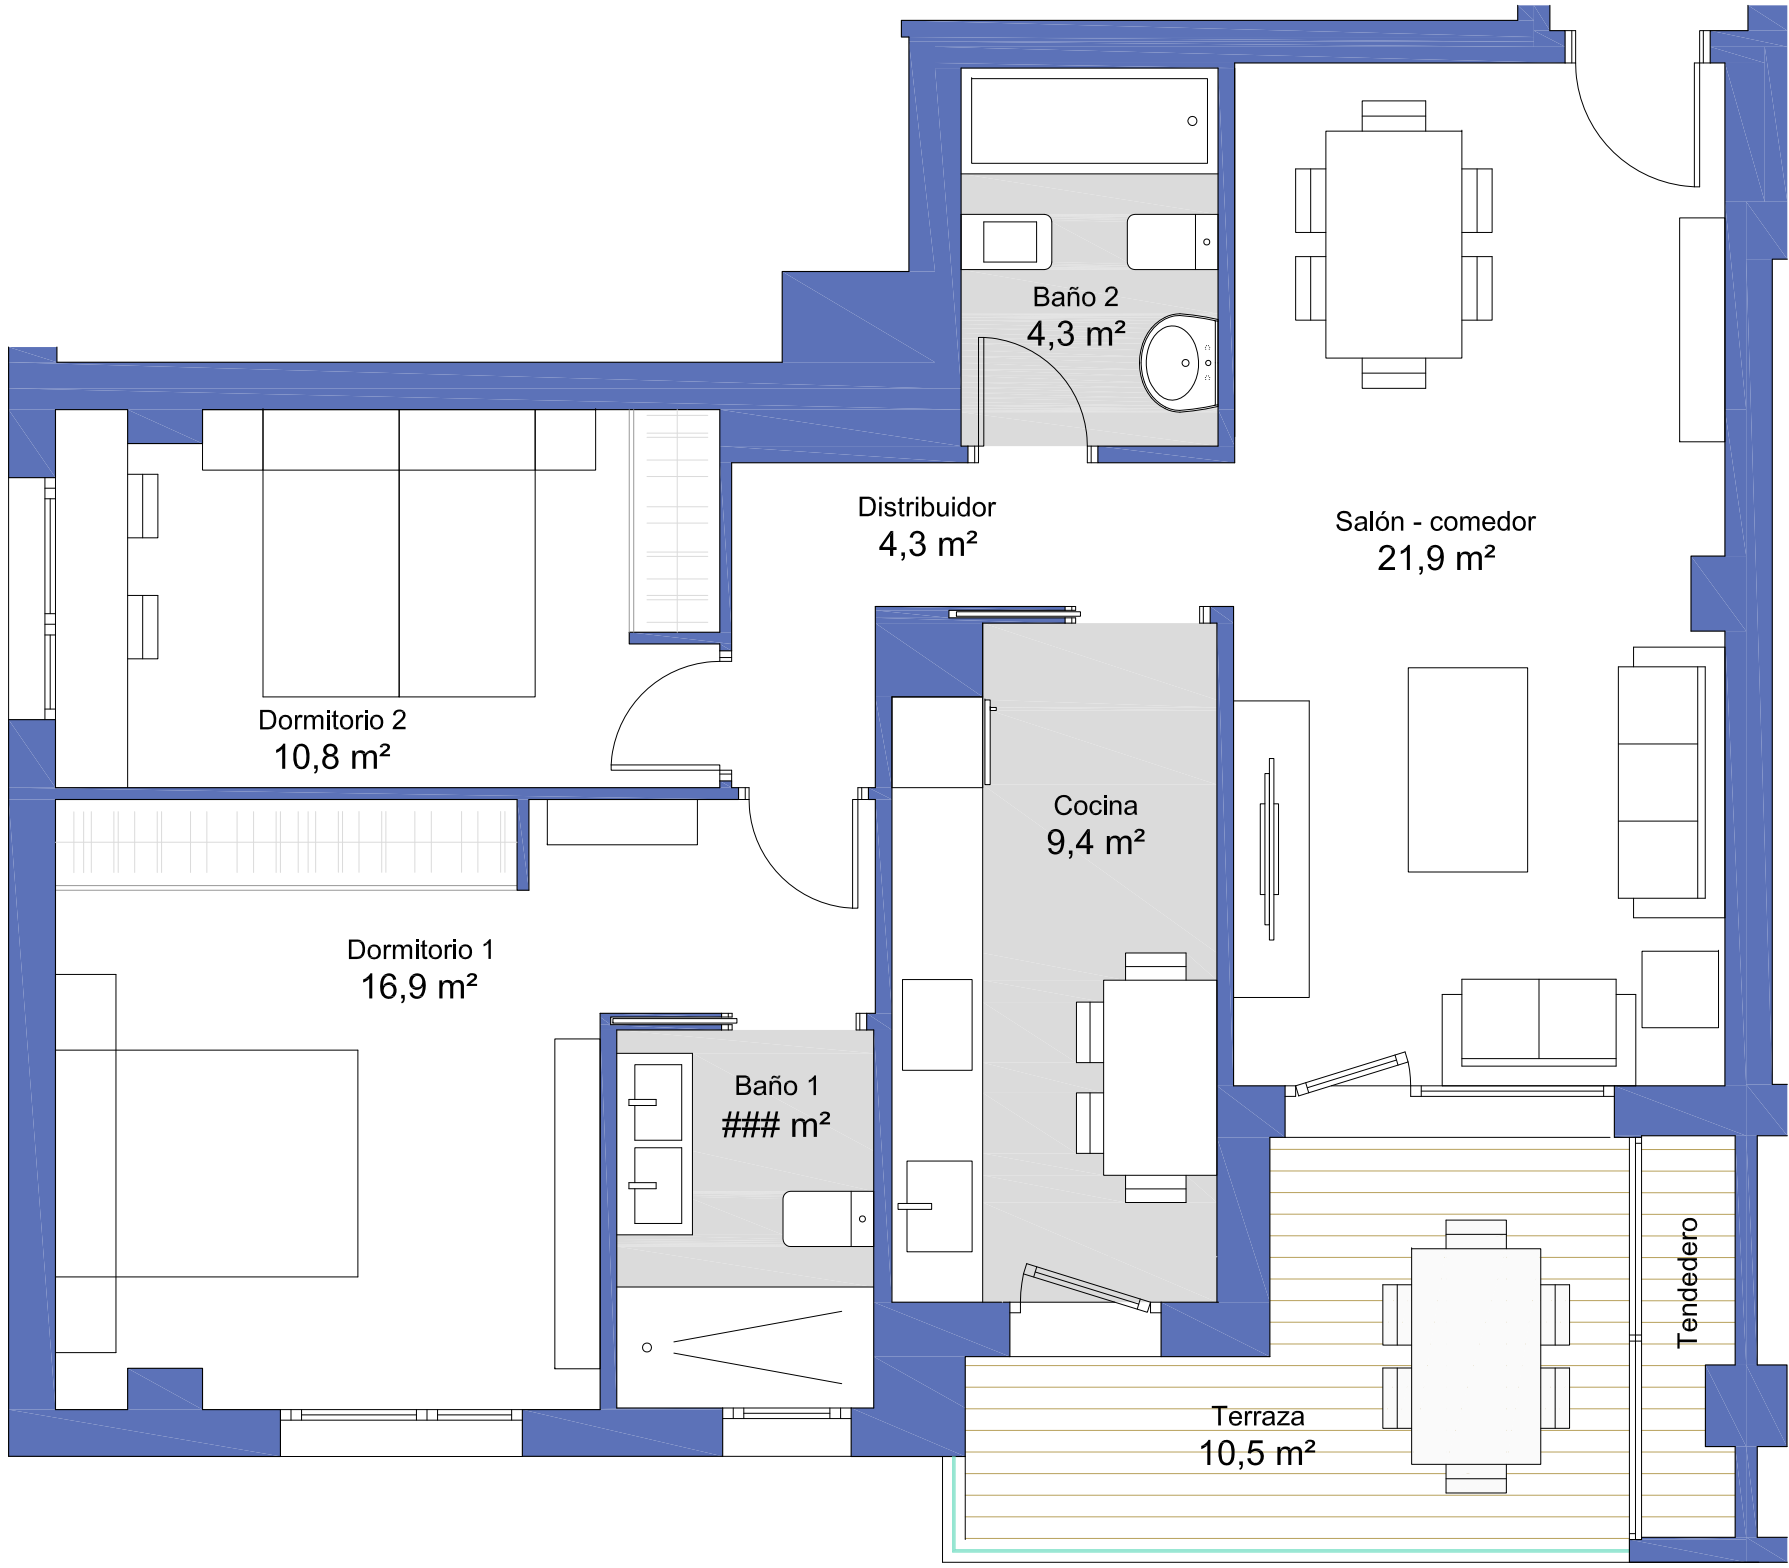 Baño 2
4,3 m²
Distribuidor
4,3 m²
Salón - comedor
21,9 m²
Dormitorio 2
10,8 m²
Cocina
9,4 m²
Dormitorio 1
16,9 m²
Baño 1
### m²
Tendedero
Terraza
10,5 m²